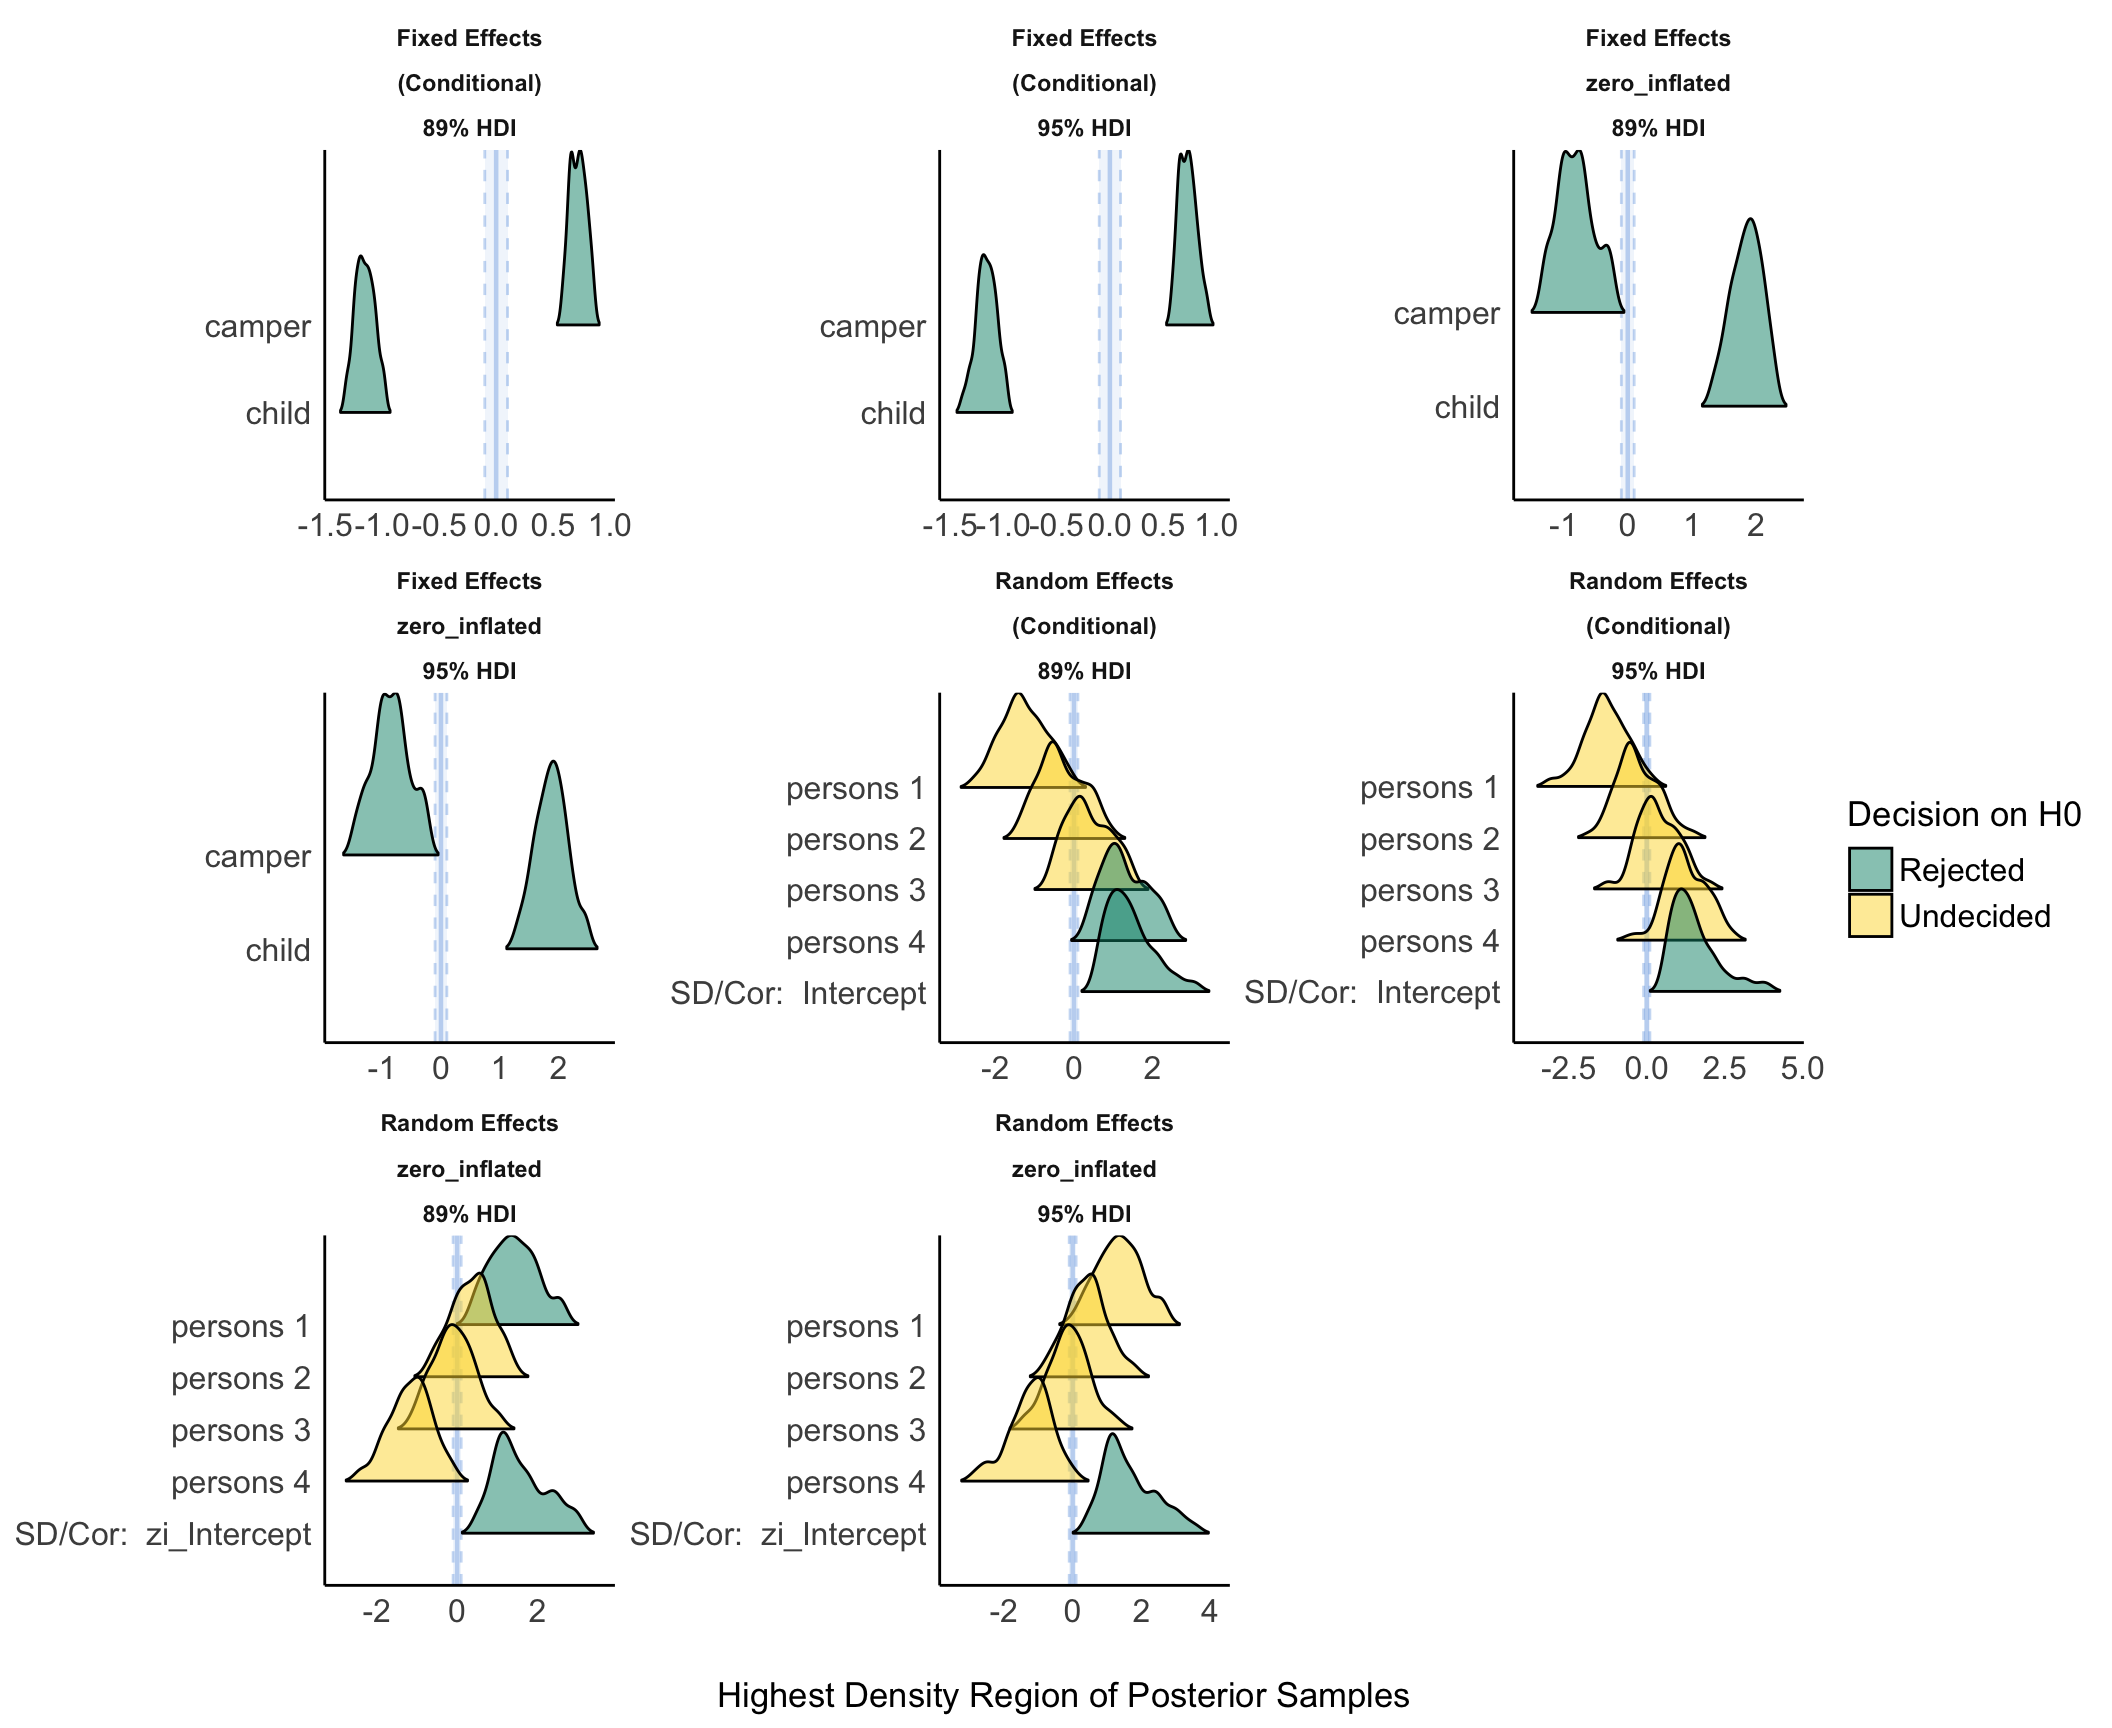 Fixed Effects
(Conditional)
89% HDI
camper
child
-1.5 -1.0 -0.5 0.0 0.5 1.0
Fixed Effects
(Conditional)
95% HDI
camper
child
-1.5 -1.0 -0.5 0.0 0.5 1.0
Fixed Effects
zero_inflated
89% HDI
camper
child
-1 0 1 2
Fixed Effects
zero_inflated
95% HDI
camper
child
-1 0 1 2
Random Effects
(Conditional)
89% HDI
persons 1
persons 2
persons 3
persons 4
SD/Cor: Intercept
-2 0 2
Random Effects
(Conditional)
95% HDI
persons 1
persons 2
persons 3
persons 4
SD/Cor: Intercept
-2.5 0.0 2.5 5.0
Decision on H0
Rejected
Undecided
Random Effects
zero_inflated
89% HDI
persons 1
persons 2
persons 3
persons 4
SD/Cor: zi_Intercept
-2 0 2
Random Effects
zero_inflated
95% HDI
persons 1
persons 2
persons 3
persons 4
SD/Cor: zi_Intercept
-2 0 2 4
Highest Density Region of Posterior Samples